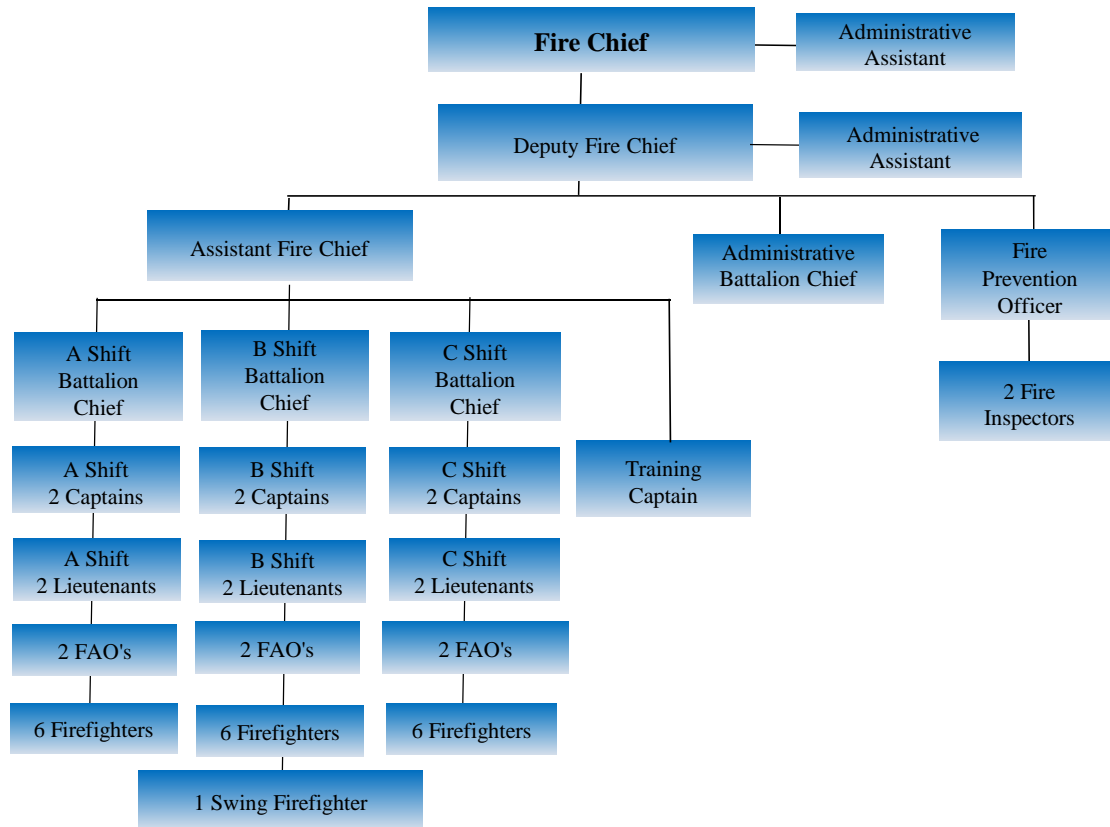 Fire Chief
Administrative
Assistant
Deputy Fire Chief
Administrative
Assistant
Assistant Fire Chief
Administrative
Battalion Chief
Fire
Prevention
Officer
A Shift
Battalion
Chief
B Shift
Battalion
Chief
C Shift
Battalion
Chief
2 Fire
Inspectors
A Shift
2 Captains
B Shift
2 Captains
C Shift
2 Captains
Training
Captain
A Shift
2 Lieutenants
B Shift
2 Lieutenants
C Shift
2 Lieutenants
2 FAO's
2 FAO's
2 FAO's
6 Firefighters
6 Firefighters
6 Firefighters
1 Swing Firefighter